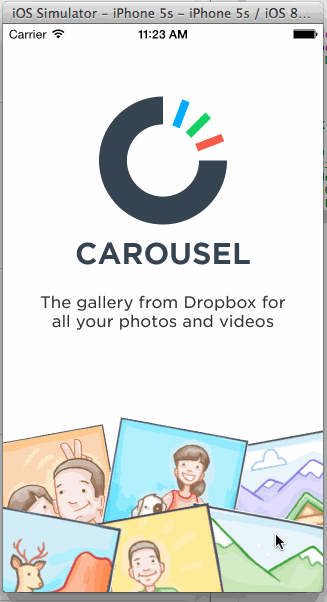 iOS Simulator - iPhone 5s - iPhone 5s / iOS 8...
Carrier 11:23 AM
CAROUSEL
The gallery from Dropbox for
all your photos and videos